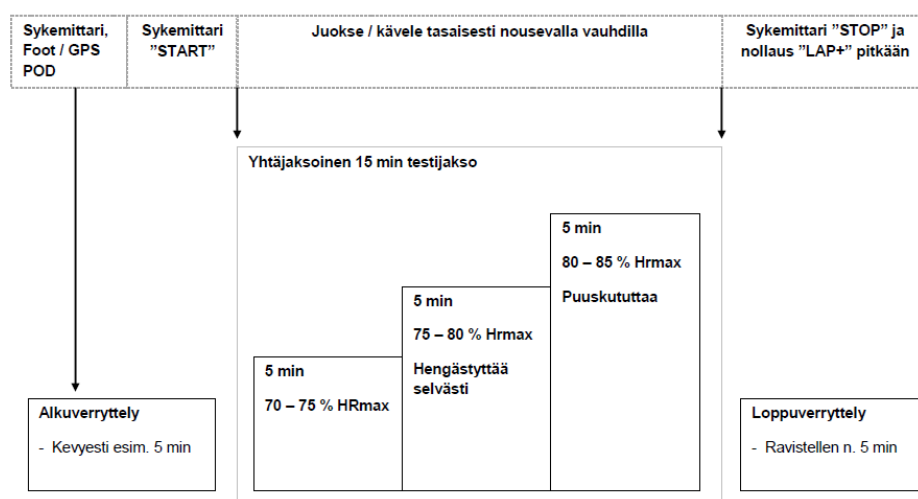 Sykemittari,
Foot / GPS
POD
Sykemittari
”START”
Juokse / kävele tasaisesti nousevalla vauhdilla
Sykemittari ”STOP” ja
nollaus ”LAP+” pitkään
Yhtäjaksoinen 15 min testijakso
5 min
80 – 85 % Hrmax
Puuskututtaa
5 min
75 – 80 % Hrmax
Hengästyttää
selvästi
5 min
70 – 75 % HRmax
Alkuverryttely
- Kevyesti esim. 5 min
Loppuverryttely
- Ravistellen n. 5 min